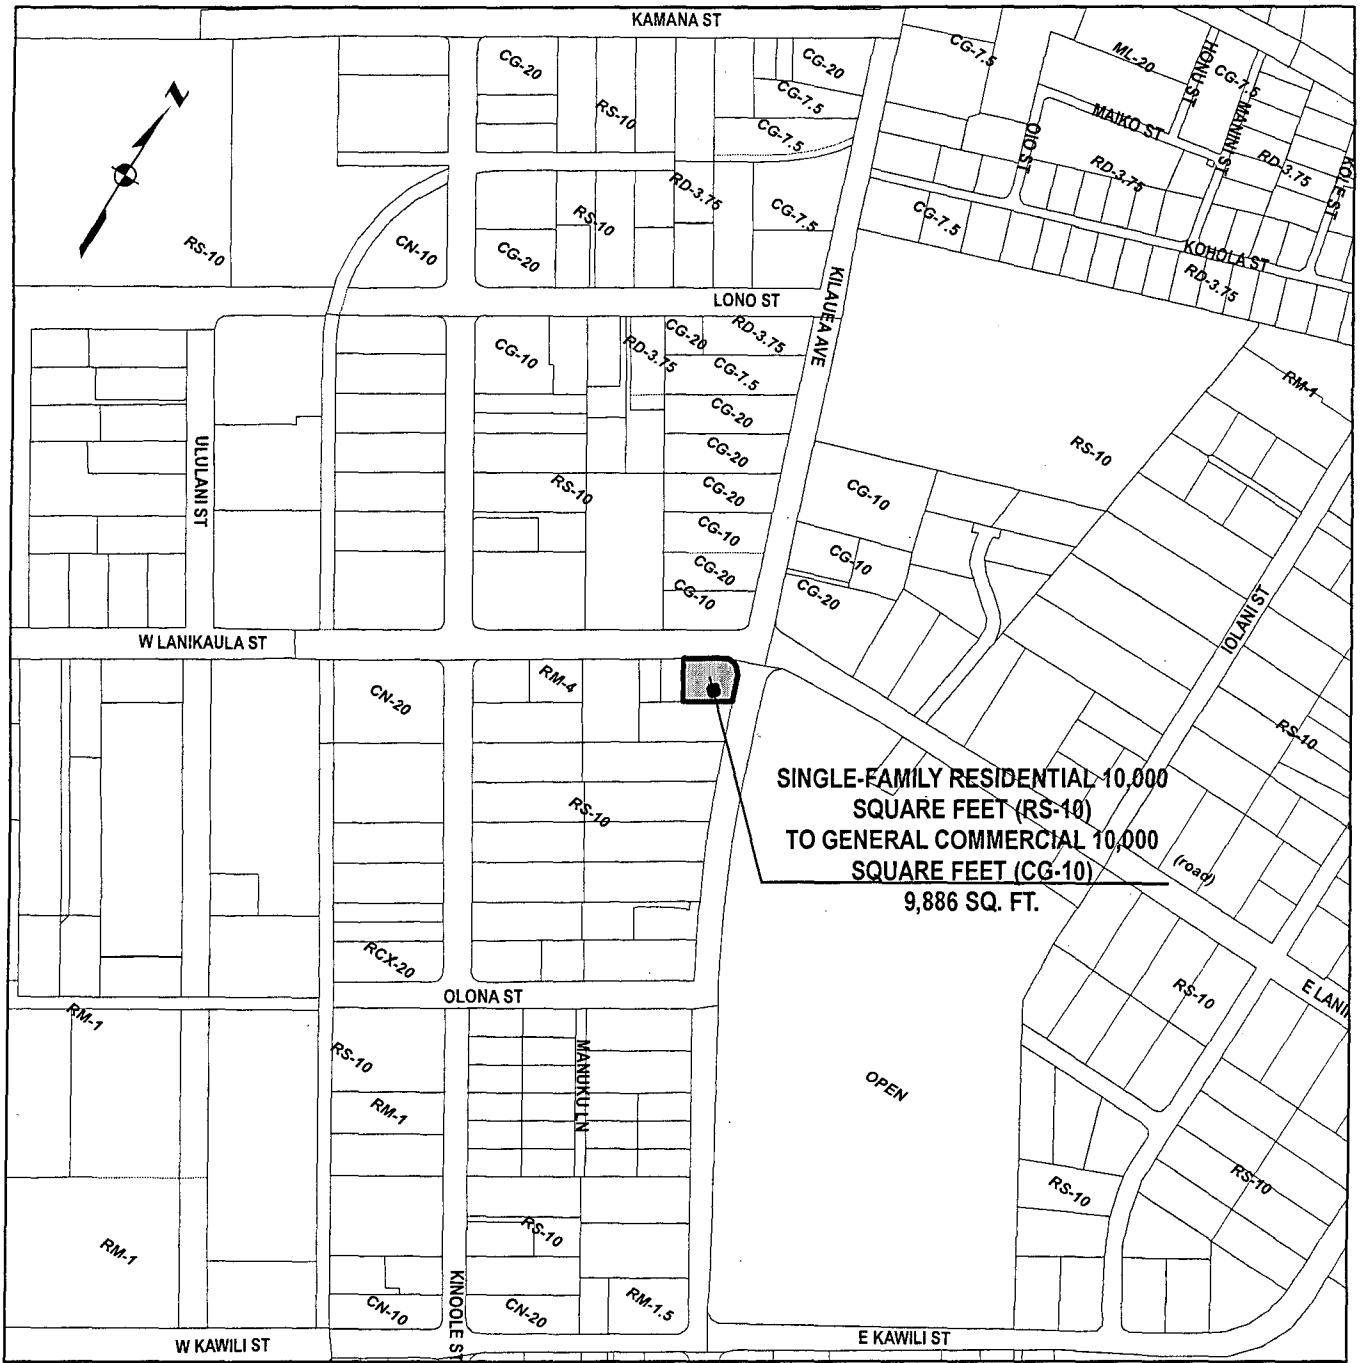 KAMANA ST
CG-20
CG-20
CG-7.5
ML-20
HONU ST
CG-7.5
RS-10
CG-7.5
MANINI ST
MAIKO ST
CG-7.5
OIO ST
RD-3.75
RD-3.75
KOLE ST
N
RD-3.75
RS-10
CG-7.5
CG-7.5
RS-10
CN-10
CG-20
KOHOLA ST
RD-3.75
LONO ST
KILAUEA AVE
CG-10
RD-3.75
CG-20
RD-3.75
CG-7.5
RM-1
CG-20
ULULANI ST
CG-20
RS-10
RS-10
CG-20
CG-10
CG-10
CG-10
CG-20
CG-10
CG-20
IOLANI ST
W LANIKAULA ST
CN-20
RM-4
RS-10
SINGLE-FAMILY RESIDENTIAL 10,000
SQUARE FEET (RS-10)
TO GENERAL COMMERCIAL 10,000
SQUARE FEET (CG-10)
9,886 SQ. FT.
RS-10
(road)
RCX-20
OLONA ST
RS-10
E LANI
RM-1
RS-10
MANUKU LN
OPEN
RM-1
RS-10
RS-10
RM-1
RS-10
KINOOLE ST
CN-10
CN-20
RM-1.5
W KAWILI ST
E KAWILI ST